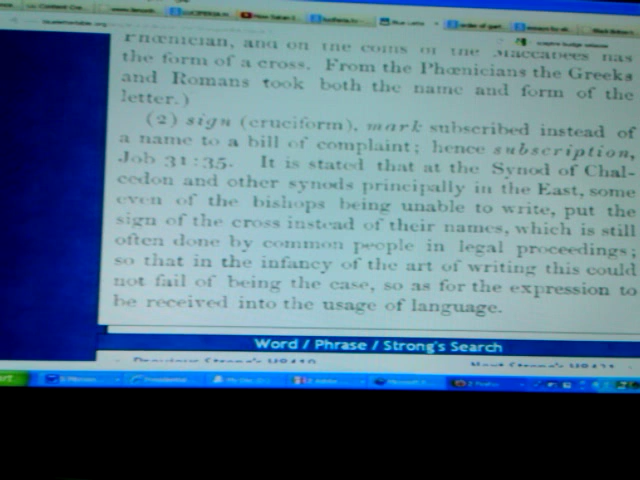 Phœnician, and on the coins of the Maccabees has
the form of a cross. From the Phœnicians the Greeks
and Romans took both the name and form of the
letter.)
(2) sign (cruciform), mark subscribed instead of
a name to a bill of complaint; hence subscription,
Job 31:35. It is stated that at the Synod of Chal-
cedon and other synods principally in the East, some
even of the bishops being unable to write, put the
sign of the cross instead of their names, which is still
often done by common people in legal proceedings;
so that in the infancy of the art of writing this could
not fail of being the case, so as for the expression to
be received into the usage of language.
Word / Phrase / Strong's Search